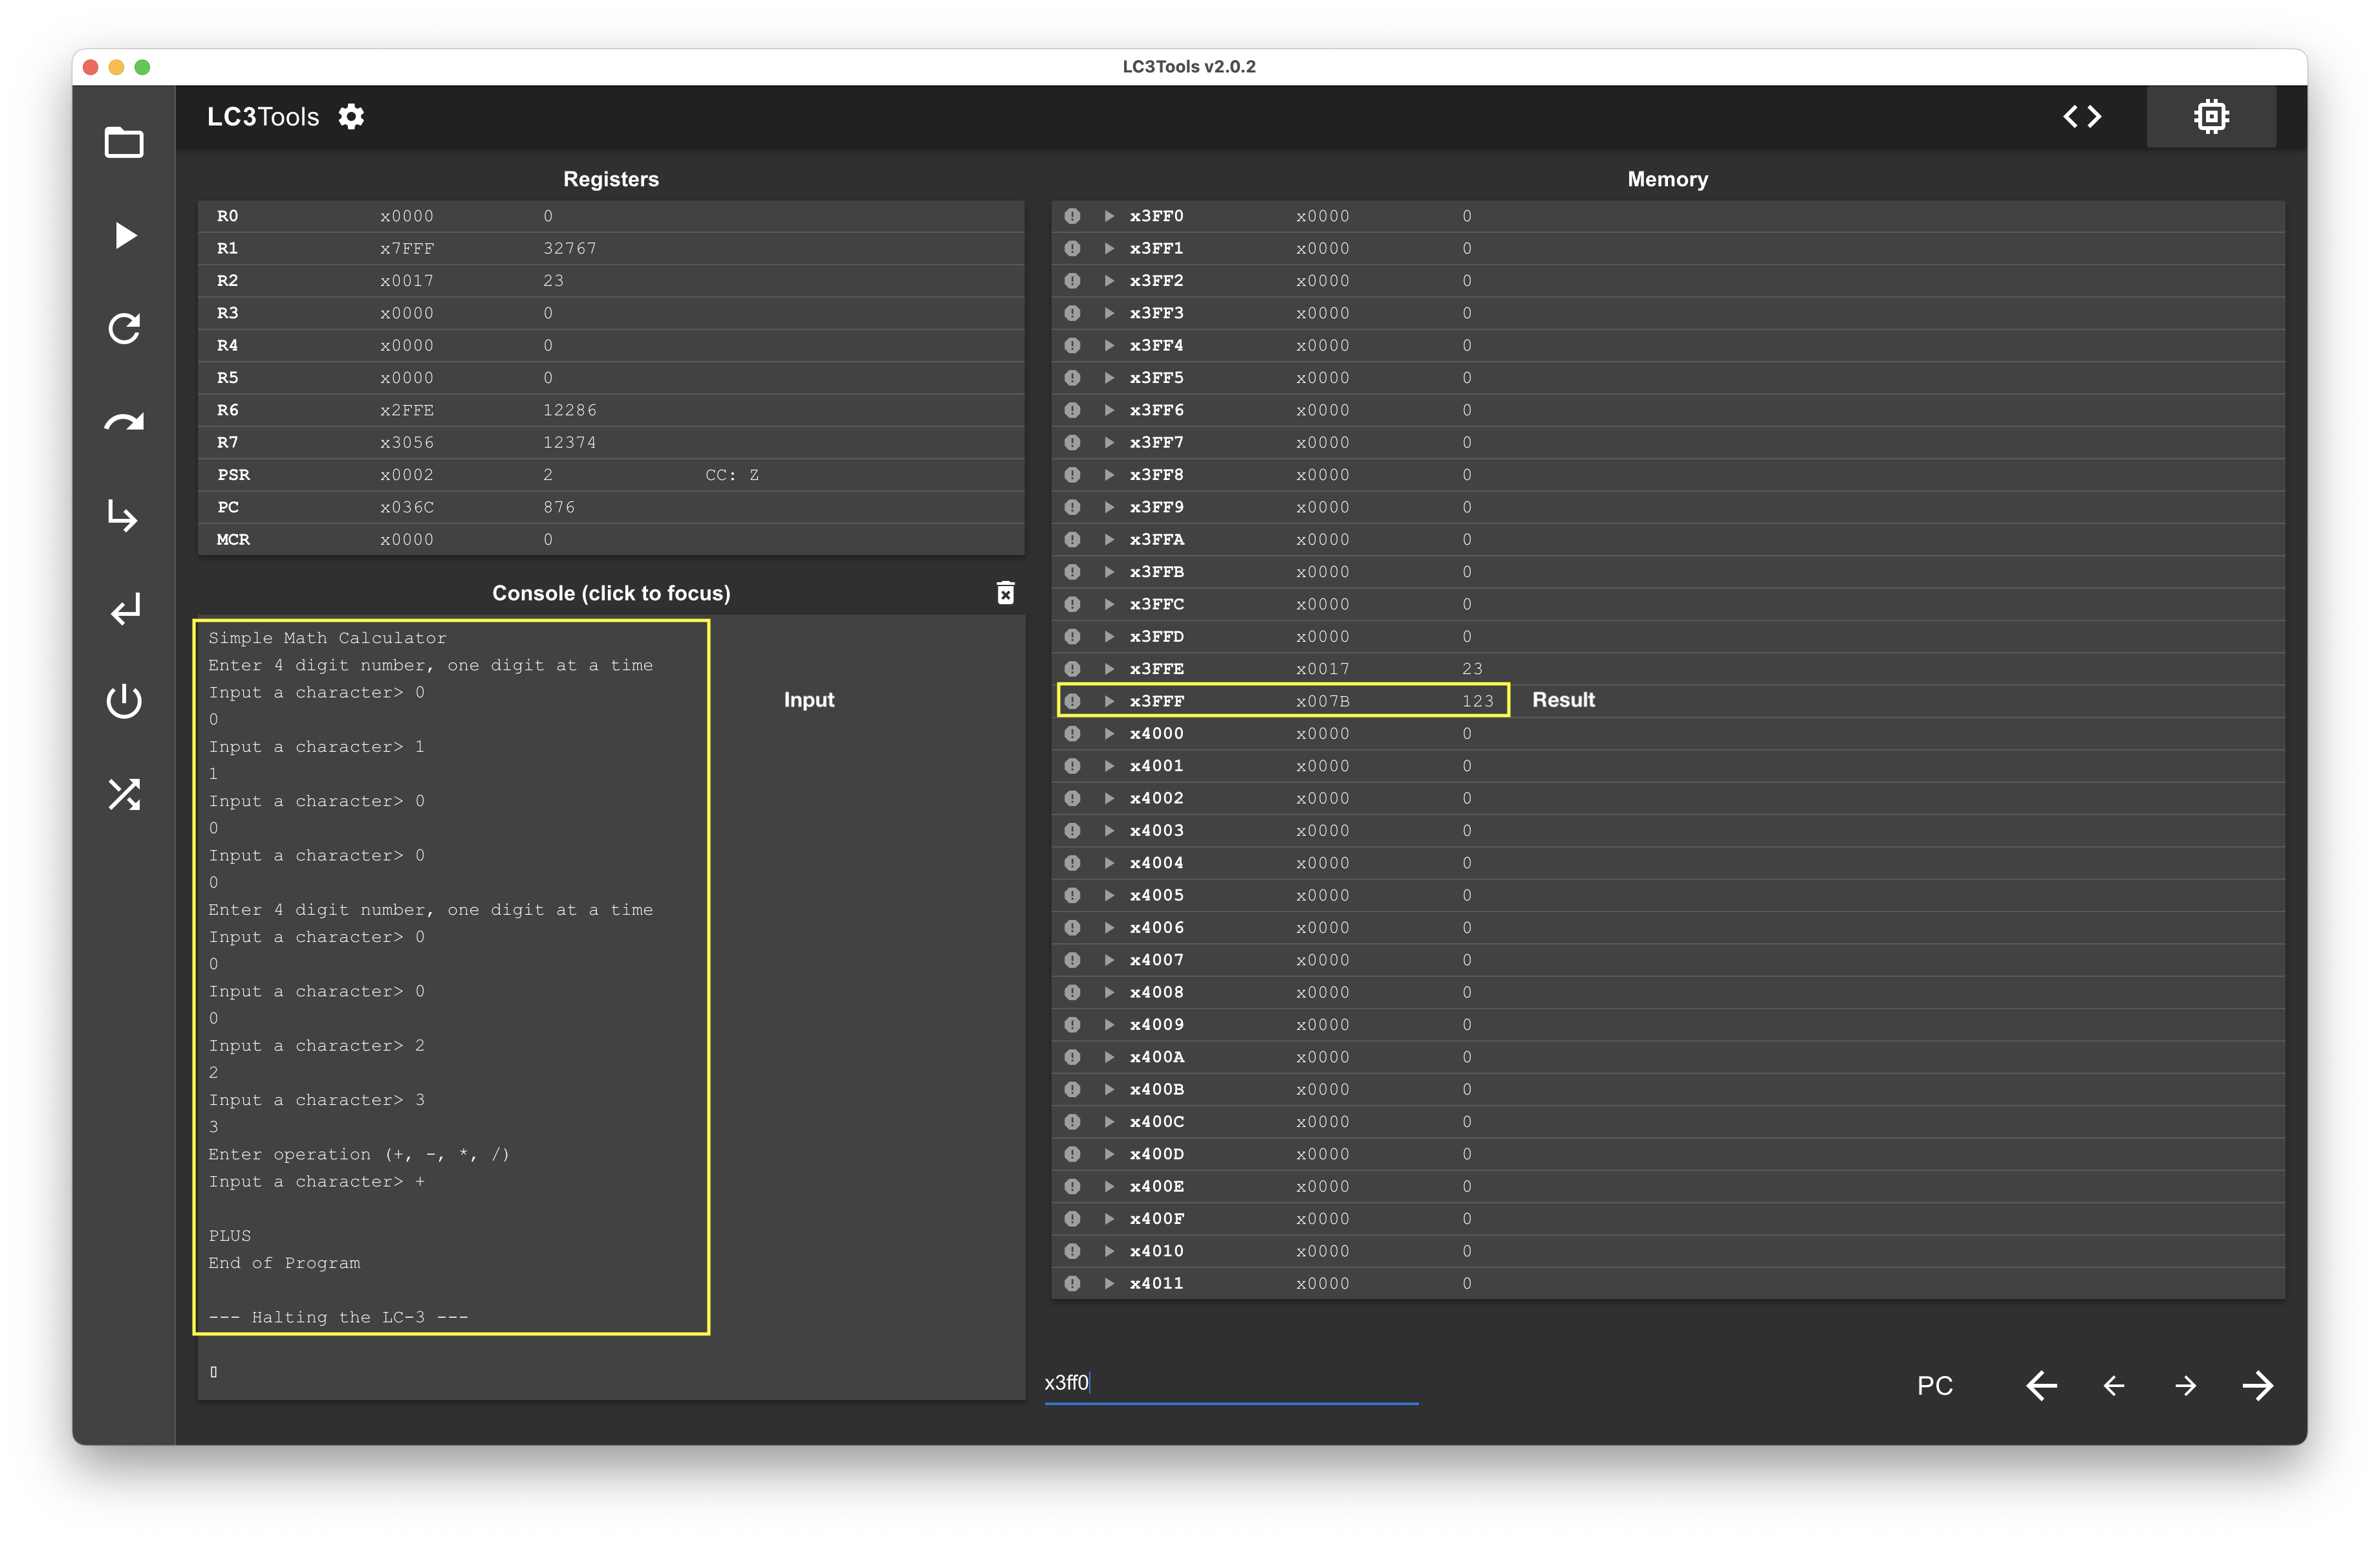 LC3Tools v2.0.2
LC3Tools
Registers
R0 x0000 0
R1 x7FFF 32767
R2 x0017 23
R3 x0000 0
R4 x0000 0
R5 x0000 0
R6 x2FFE 12286
R7 x3056 12374
PSR x0002 2 CC: Z
PC x036C 876
MCR x0000 0
Console (click to focus)
Simple Math Calculator
Enter 4 digit number, one digit at a time
Input a character> 0
0
Input a character> 1
1
Input a character> 0
0
Input a character> 0
0
Enter 4 digit number, one digit at a time
Input a character> 0
0
Input a character> 0
0
Input a character> 2
2
Input a character> 3
3
Enter operation (+, -, *, /)
Input a character> +
PLUS
End of Program
--- Halting the LC-3 ---
Input
Memory
x3FF0 x0000 0
x3FF1 x0000 0
x3FF2 x0000 0
x3FF3 x0000 0
x3FF4 x0000 0
x3FF5 x0000 0
x3FF6 x0000 0
x3FF7 x0000 0
x3FF8 x0000 0
x3FF9 x0000 0
x3FFA x0000 0
x3FFB x0000 0
x3FFC x0000 0
x3FFD x0000 0
x3FFE x0017 23
x3FFF x007B 123 Result
x4000 x0000 0
x4001 x0000 0
x4002 x0000 0
x4003 x0000 0
x4004 x0000 0
x4005 x0000 0
x4006 x0000 0
x4007 x0000 0
x4008 x0000 0
x4009 x0000 0
x400A x0000 0
x400B x0000 0
x400C x0000 0
x400D x0000 0
x400E x0000 0
x400F x0000 0
x4010 x0000 0
x4011 x0000 0
x3ff0
PC